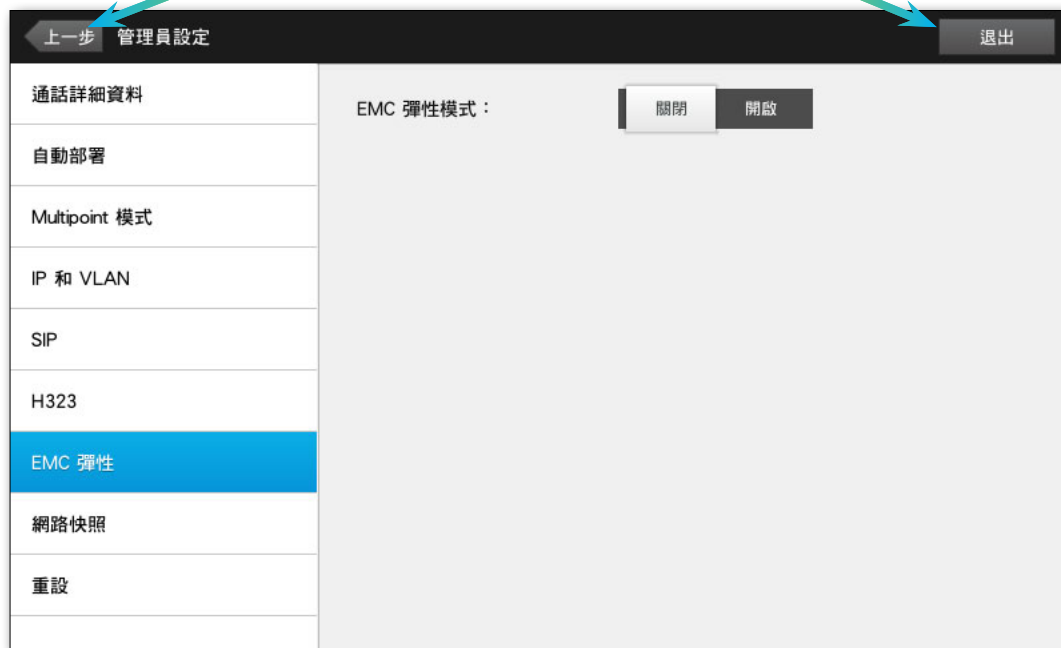 上一步 管理員設定 退出
通話詳細資料
EMC 彈性模式： 關閉 開啟
自動部署
Multipoint 模式
IP 和 VLAN
SIP
H323
EMC 彈性
網路快照
重設